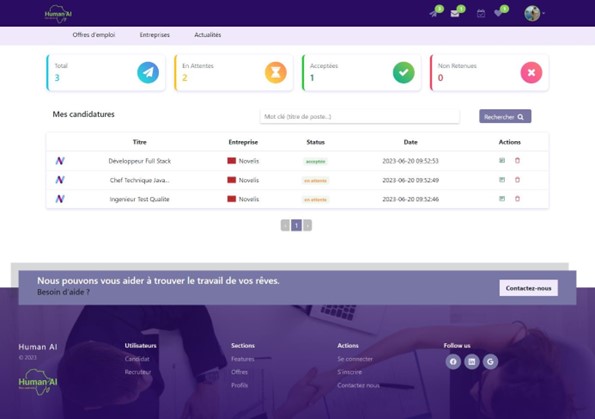 Human AI
2
1
1
Offres d'emploi Entreprises Actualités
Total
3
En Attentes
2
Acceptées
1
Non Retenues
0
Mes candidatures
Mot clé (titre de poste...)
Rechercher
Titre Entreprise Status Date Actions
Développeur Full Stack Novelis acceptée 2023-06-20 09:52:53
Chef Technique Java... Novelis en attente 2023-06-20 09:52:49
Ingenieur Test Qualite Novelis en attente 2023-06-20 09:52:46
1
Nous pouvons vous aider à trouver le travail de vos rêves.
Besoin d'aide ?
Contactez-nous
Human AI
© 2023
Human AI
Utilisateurs
Candidat
Recruteur
Sections
Features
Offres
Profils
Actions
Se connecter
S'inscrire
Contactez nous
Follow us